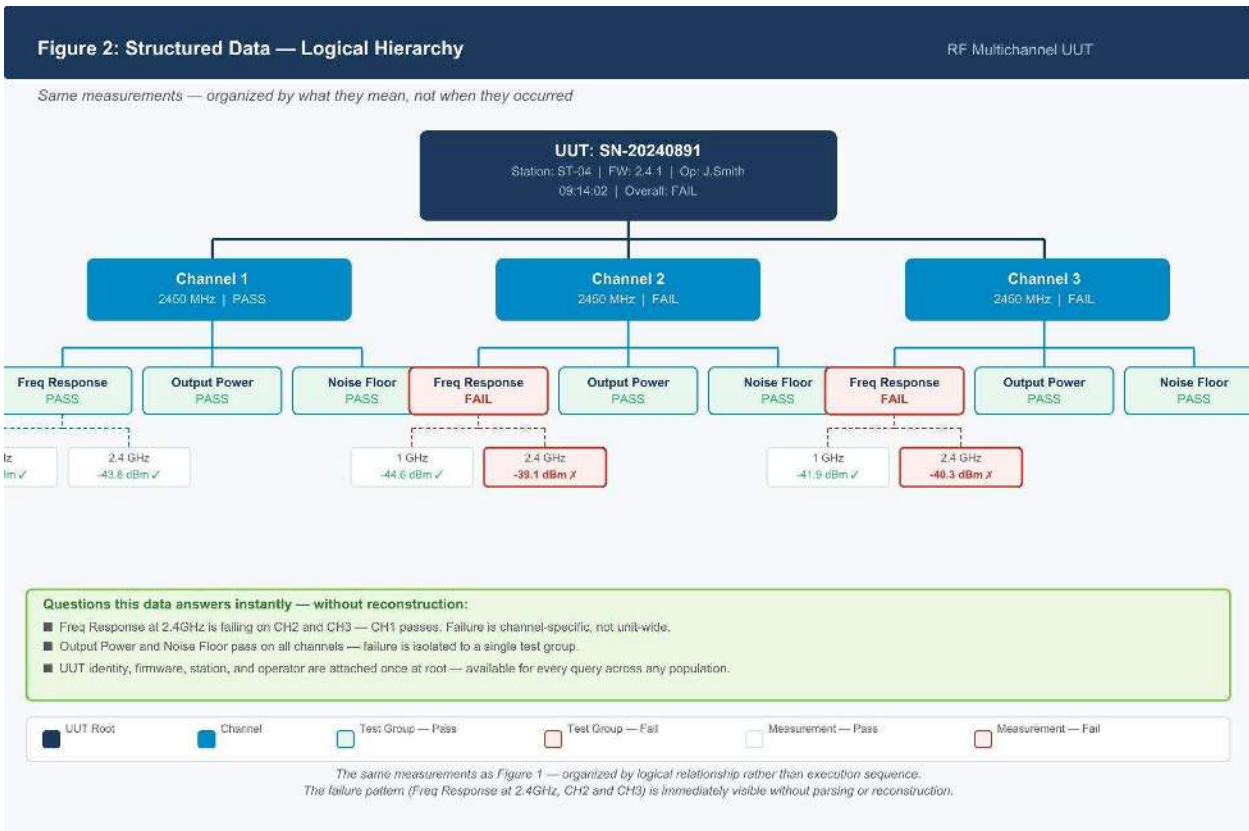 Figure 2: Structured Data — Logical Hierarchy
RF Multichannel UUT
Same measurements — organized by what they mean, not when they occurred
UUT: SN-20240891
Station: ST-04 | FW: 2.4.1 | Op: J.Smith
09:14:02 | Overall: FAIL
Channel 1
2450 MHz | PASS
Channel 2
2450 MHz | FAIL
Channel 3
2450 MHz | FAIL
Freq Response
PASS
Output Power
PASS
Noise Floor
PASS
Freq Response
FAIL
Output Power
PASS
Noise Floor
PASS
Freq Response
FAIL
Output Power
PASS
Noise Floor
PASS
2.4 GHz
-43.8 dBm ✓
1 GHz
-44.6 dBm ✓
2.4 GHz
-39.1 dBm ✗
1 GHz
-41.9 dBm ✓
2.4 GHz
-40.3 dBm ✗
Questions this data answers instantly — without reconstruction:
■ Freq Response at 2.4GHz is failing on CH2 and CH3 — CH1 passes. Failure is channel-specific, not unit-wide.
■ Output Power and Noise Floor pass on all channels — failure is isolated to a single test group.
■ UUT identity, firmware, station, and operator are attached once at root — available for every query across any population.
UUT Root
Channel
Test Group — Pass
Test Group — Fail
Measurement — Pass
Measurement — Fail
The same measurements as Figure 1 — organized by logical relationship rather than execution sequence.
The failure pattern (Freq Response at 2.4GHz, CH2 and CH3) is immediately visible without parsing or reconstruction.